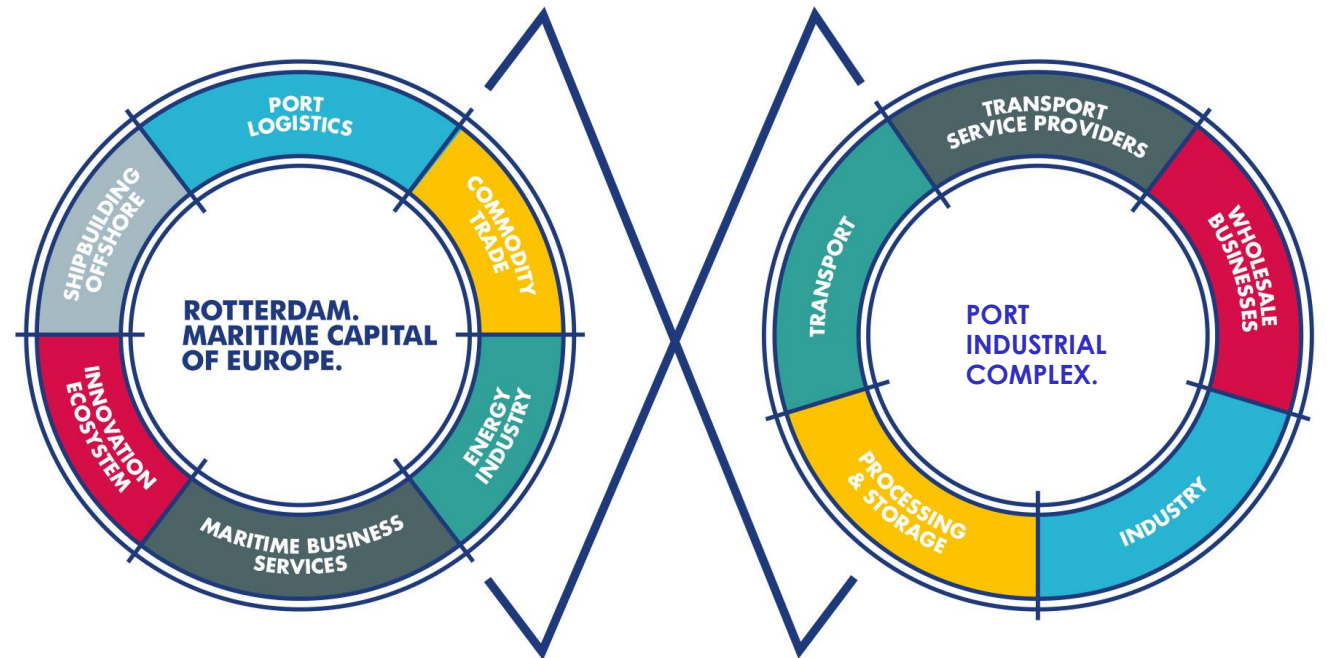 PORT
LOGISTICS
COMMODITY
TRADE
ENERGY
INDUSTRY
MARITIME BUSINESS
SERVICES
INNOVATION
ECOSYSTEM
SHIPBUILDING
OFFSHORE
ROTTERDAM.
MARITIME CAPITAL
OF EUROPE.
TRANSPORT
SERVICE PROVIDERS
WHOLESALE
BUSINESSES
INDUSTRY
PROCESSING
& STORAGE
TRANSPORT
PORT
INDUSTRIAL
COMPLEX.